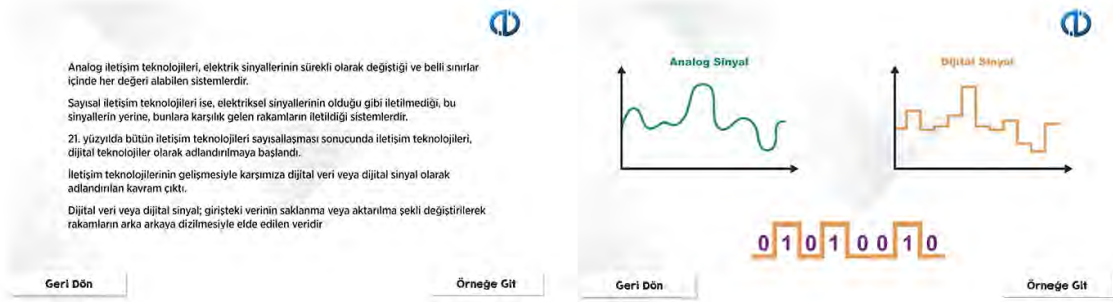 Analog iletişim teknolojileri, elektrik sinyallerinin sürekli olarak değiştiği ve belli sınırlar
içinde her değeri alabilen sistemlerdir.
Sayısal iletişim teknolojileri ise, elektriksel sinyallerinin olduğu gibi iletilmediği, bu
sinyallerin yerine, bunlara karşılık gelen rakamların iletildiği sistemlerdir.
21. yüzyılda bütün iletişim teknolojileri sayısallaşması sonucunda iletişim teknolojileri,
dijital teknolojiler olarak adlandırılmaya başlandı.
İletişim teknolojilerinin gelişmesiyle karşımıza dijital veri veya dijital sinyal olarak
adlandırılan kavram çıktı.
Dijital veri veya dijital sinyal; girişteki verinin saklanma veya aktarılma şekli değiştirilerek
rakamların arka arkaya dizilmesiyle elde edilen veridir
Geri Dön
Örneğe Git
Analog Sinyal
Dijital Sinyal
0 1 0 1 0 0 1 0
Geri Dön
Örneğe Git